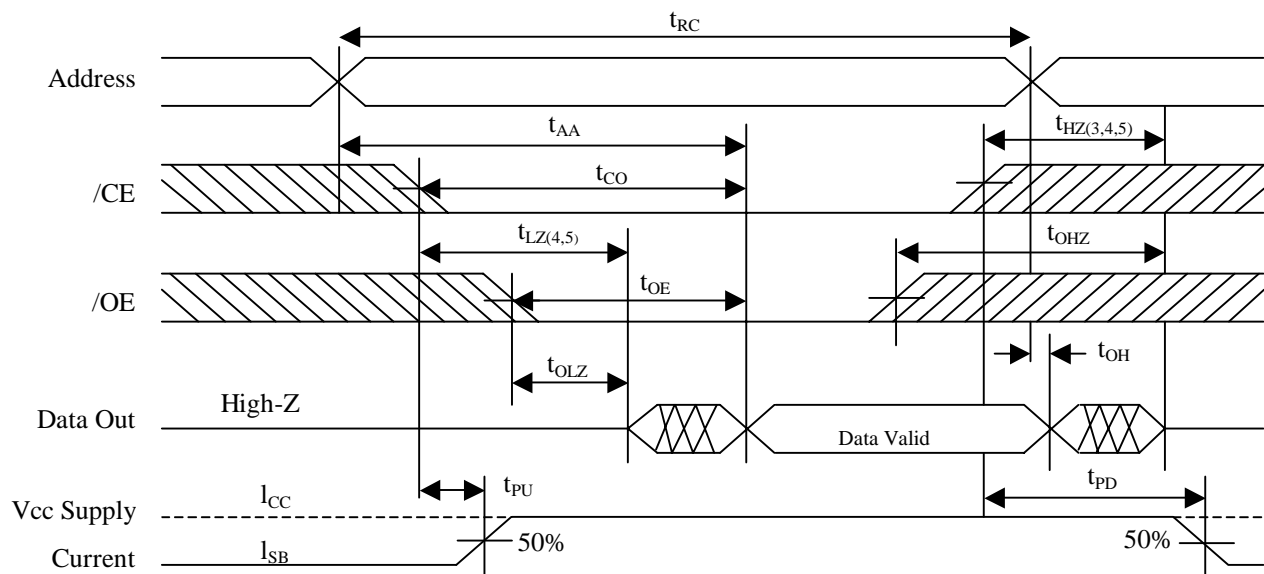 tRC
Address
tAA
tHZ(3,4,5)
/CE
tCO
tLZ(4,5)
tOHZ
/OE
tOE
tOLZ
tOH
High-Z
Data Out
Data Valid
tPU
tPD
lCC
Vcc Supply
50%
50%
Current
lSB